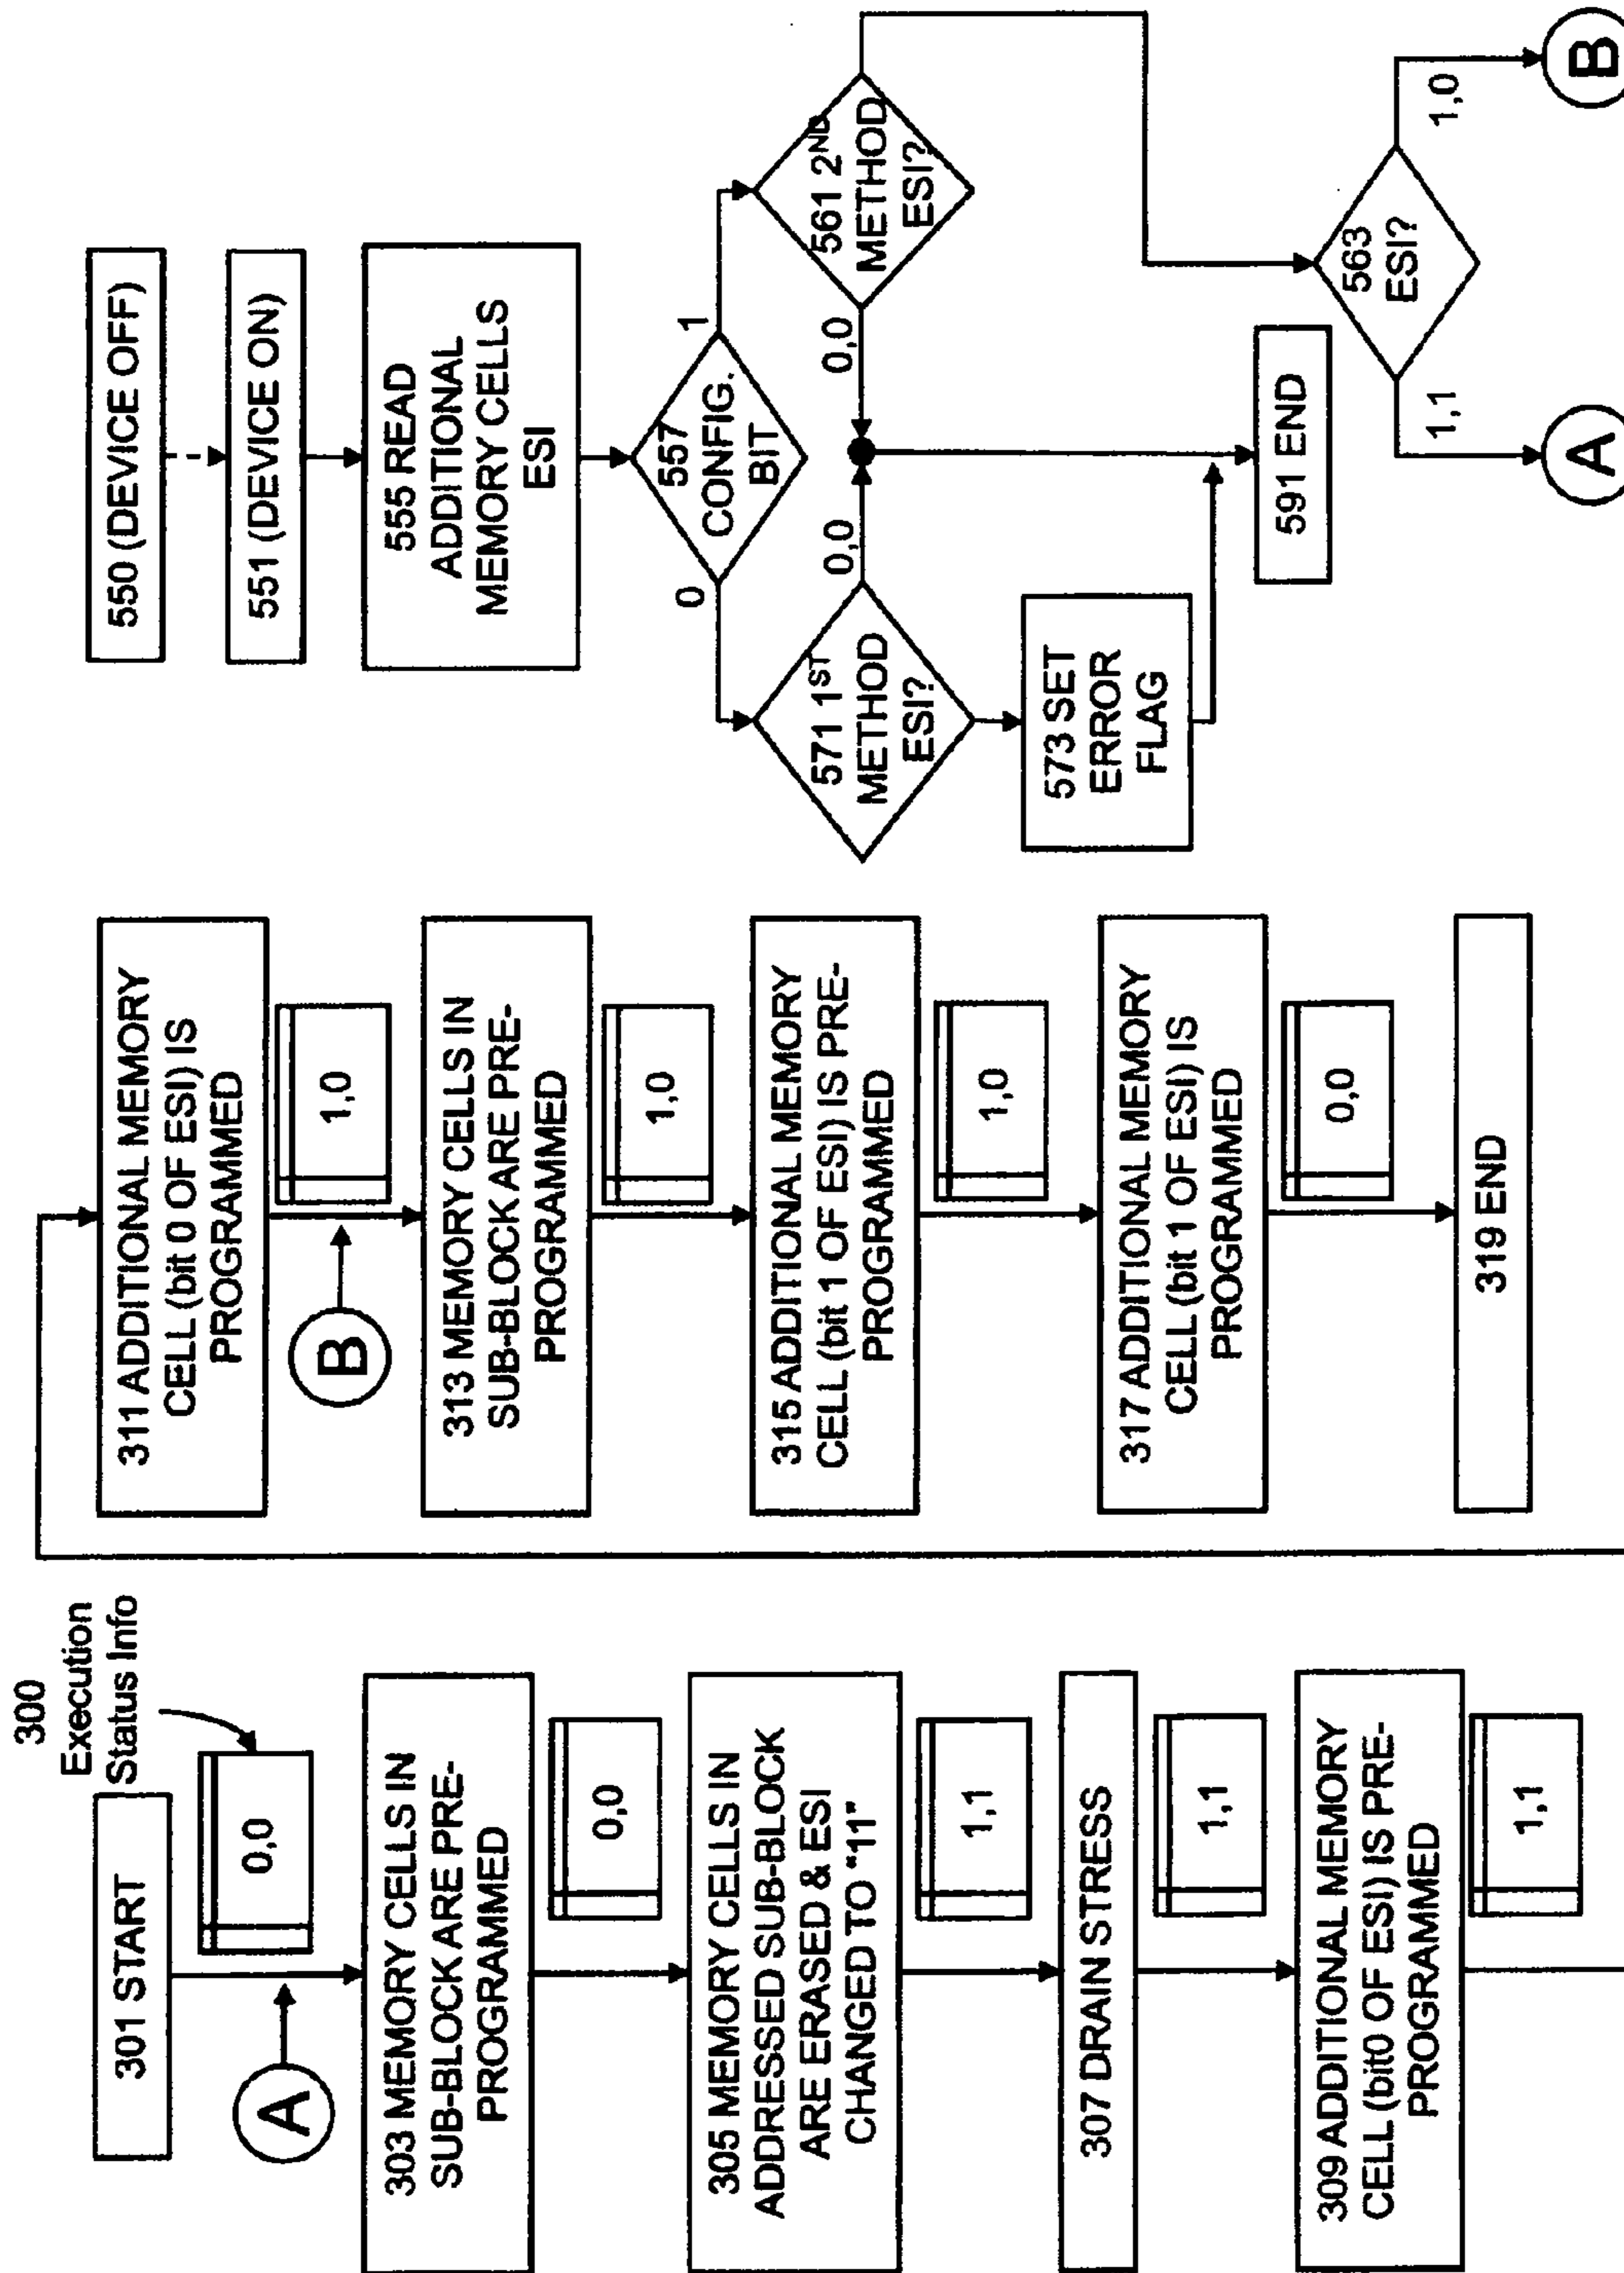 300
Execution
Status Info
301 START
0,0
A
303 MEMORY CELLS IN
SUB-BLOCK ARE PRE-
PROGRAMMED
0,0
305 MEMORY CELLS IN
ADDRESSED SUB-BLOCK
ARE ERASED & ESI
CHANGED TO "11"
1,1
307 DRAIN STRESS
1,1
309 ADDITIONAL MEMORY
CELL (bit0 OF ESI) IS PRE-
PROGRAMMED
1,1
311 ADDITIONAL MEMORY
CELL (bit 0 OF ESI) IS
PROGRAMMED
1,0
B
313 MEMORY CELLS IN
SUB-BLOCK ARE PRE-
PROGRAMMED
1,0
315 ADDITIONAL MEMORY
CELL (bit 1 OF ESI) IS PRE-
PROGRAMMED
1,0
317 ADDITIONAL MEMORY
CELL (bit 1 OF ESI) IS
PROGRAMMED
0,0
319 END
550 (DEVICE OFF)
551 (DEVICE ON)
555 READ
ADDITIONAL
MEMORY CELLS
ESI
557
CONFIG.
BIT
0
1
571 1ST
METHOD
ESI?
0,0
0,0
561 2ND
METHOD
ESI?
573 SET
ERROR
FLAG
591 END
563
ESI?
1,1
1,0
A
B